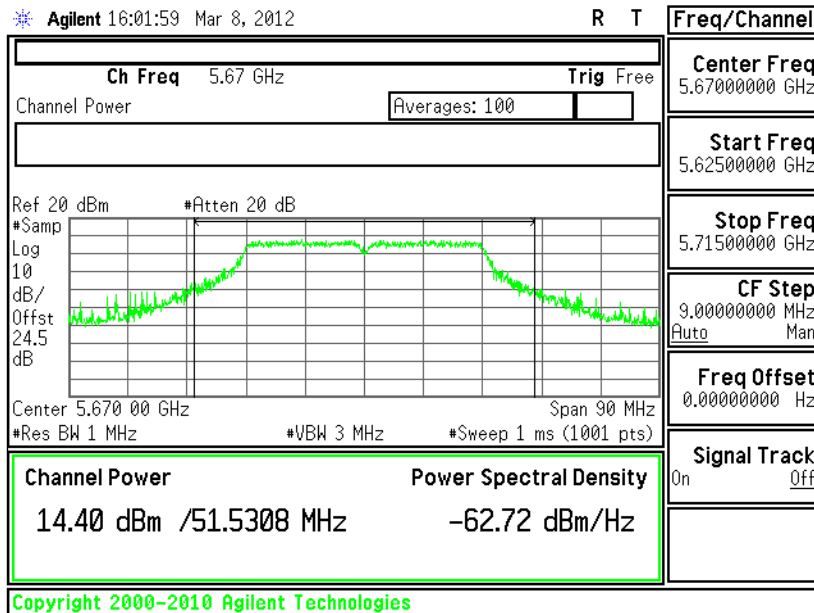 Agilent 16:01:59 Mar 8, 2012 R T
Ch Freq 5.67 GHz Trig Free
Channel Power Averages: 100
Ref 20 dBm #Atten 20 dB
#Samp
Log
10
dB/
Offst
24.5
dB
Center 5.670 00 GHz Span 90 MHz
#Res BW 1 MHz #VBW 3 MHz #Sweep 1 ms (1001 pts)
Channel Power Power Spectral Density
14.40 dBm /51.5308 MHz -62.72 dBm/Hz
Copyright 2000-2010 Agilent Technologies
Freq/Channel
Center Freq
5.67000000 GHz
Start Freq
5.62500000 GHz
Stop Freq
5.71500000 GHz
CF Step
9.00000000 MHz
Auto Man
Freq Offset
0.00000000 Hz
Signal Track
On Off